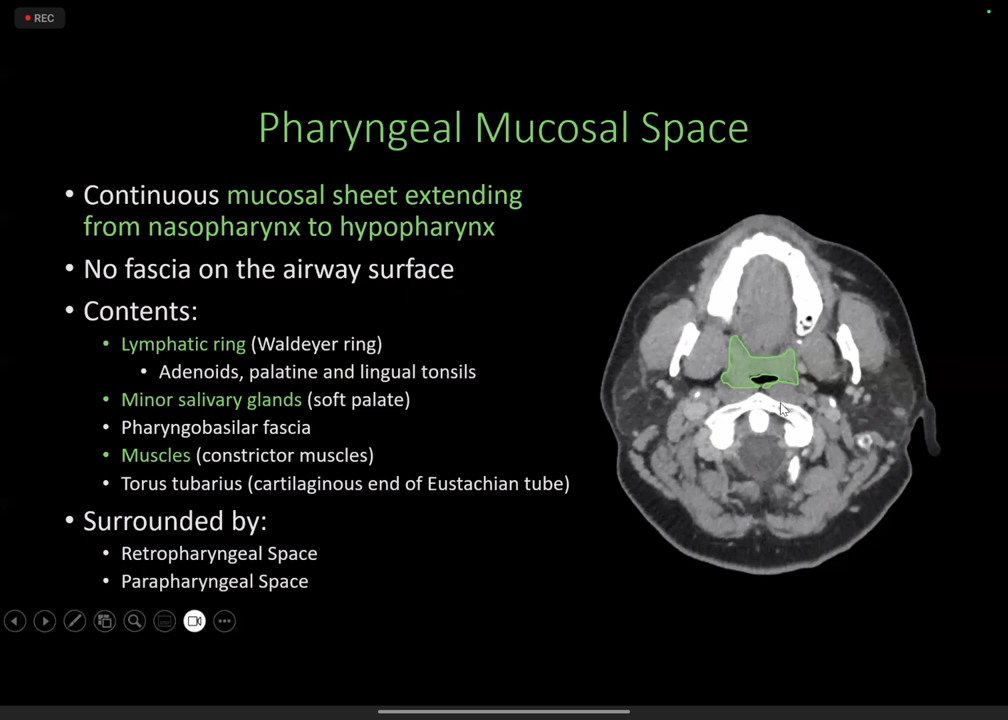 REC
Pharyngeal Mucosal Space
• Continuous mucosal sheet extending
from nasopharynx to hypopharynx
• No fascia on the airway surface
• Contents:
• Lymphatic ring (Waldeyer ring)
• Adenoids, palatine and lingual tonsils
• Minor salivary glands (soft palate)
• Pharyngobasilar fascia
• Muscles (constrictor muscles)
• Torus tubarius (cartilaginous end of Eustachian tube)
• Surrounded by:
• Retropharyngeal Space
• Parapharyngeal Space